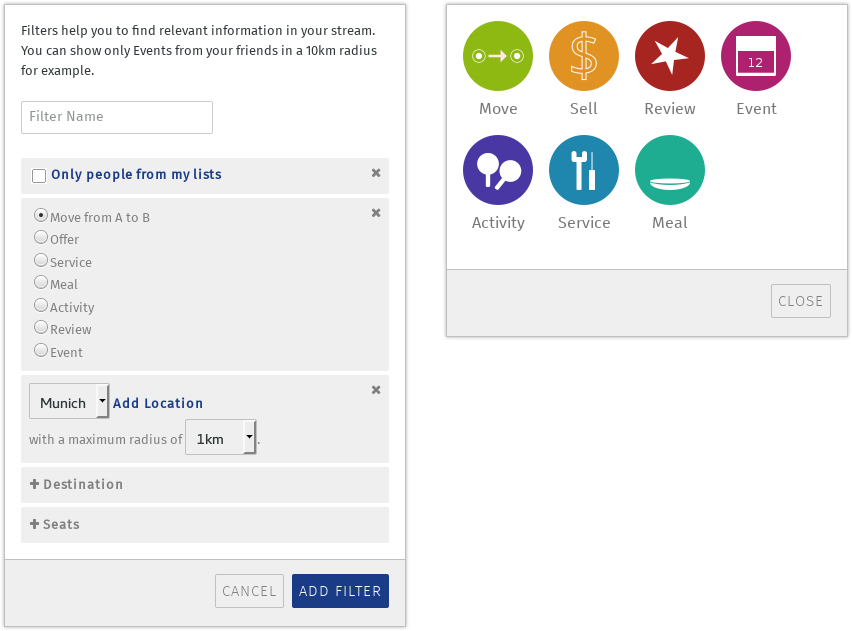 Filters help you to find relevant information in your stream.
You can show only Events from your friends in a 10km radius
for example.
Filter Name
Only people from my lists
Move from A to B
Offer
Service
Meal
Activity
Review
Event
Munich Add Location
with a maximum radius of 1km .
Destination
Seats
CANCEL ADD FILTER
12
Move Sell Review Event
Activity Service Meal
CLOSE